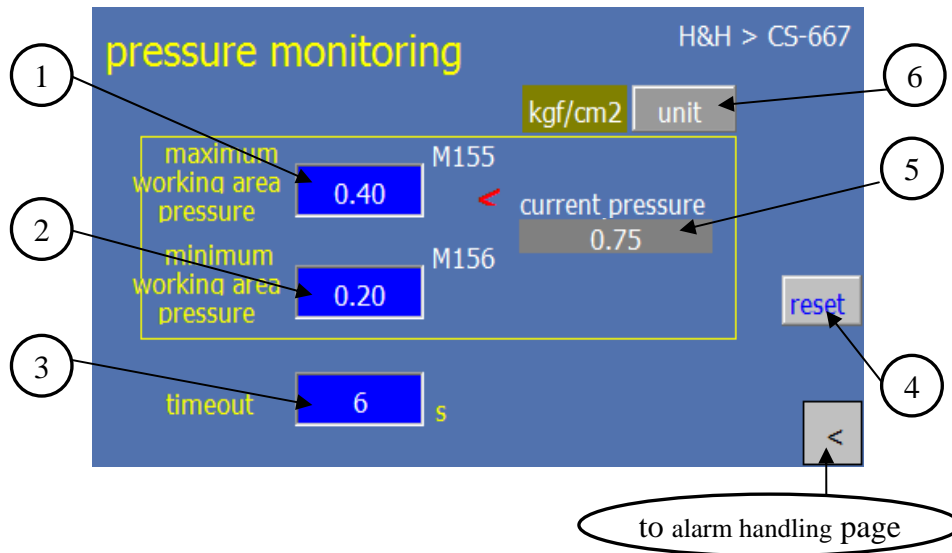 pressure monitoring
H&H > CS-667
1
6
kgf/cm2
unit
maximum
working area
pressure
0.40
M155
<
5
current pressure
0.75
2
minimum
working area
pressure
0.20
M156
reset
3
timeout
6
s
4
<
to alarm handling page